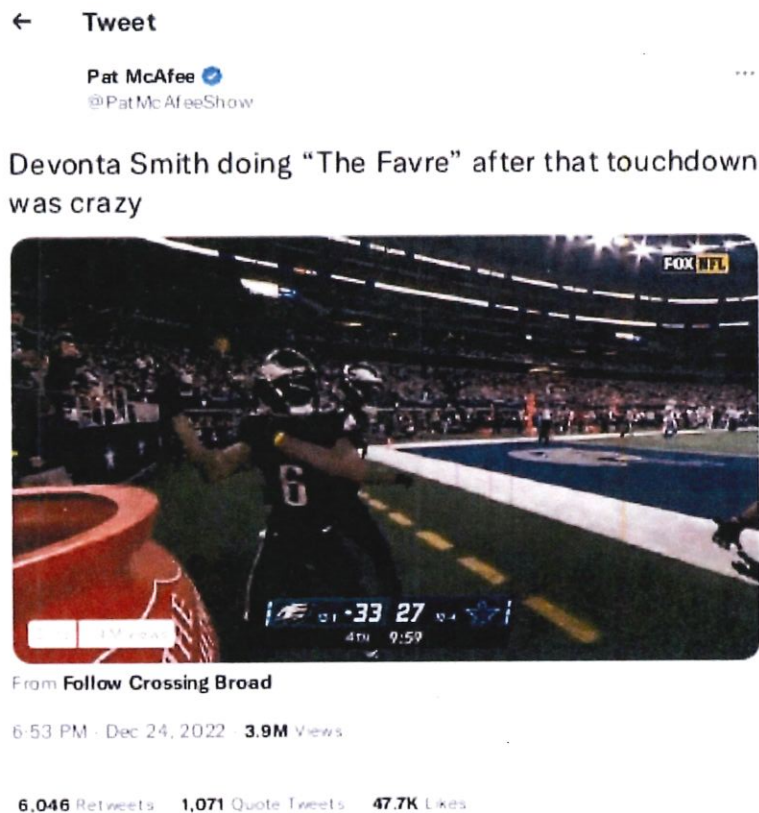 Tweet
Pat McAfee
@PatMcAfeeShow
Devonta Smith doing “The Favre” after that touchdown
was crazy
FOX NFL
6
33 27
4TH 9:59
From Follow Crossing Broad
6:53 PM · Dec 24, 2022 · 3.9M Views
6,046 Retweets 1,071 Quote Tweets 47.7K Likes